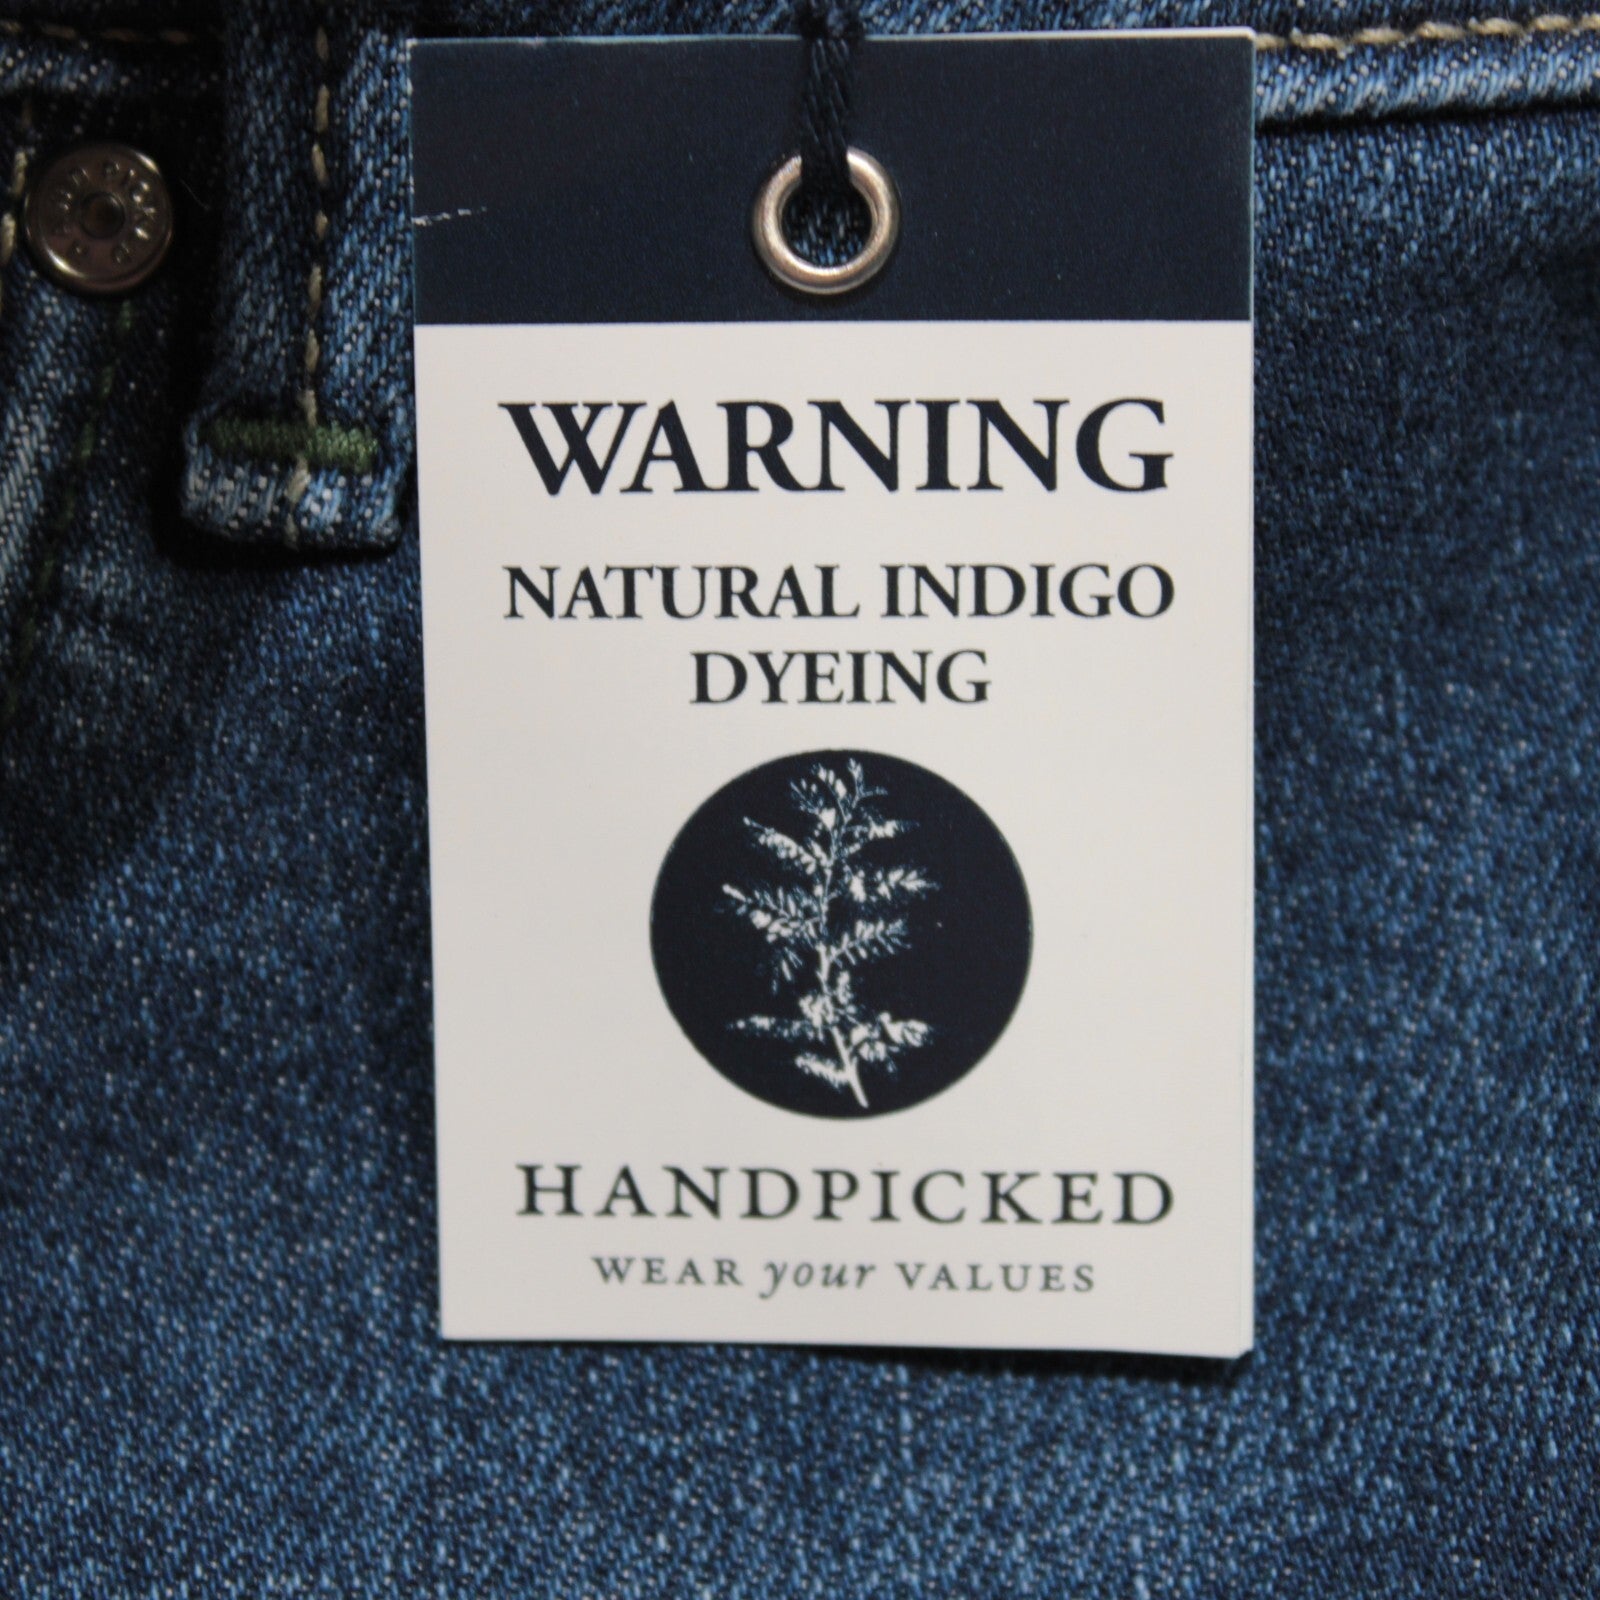 WARNING
NATURAL INDIGO
DYEING
HANDPICKED
WEAR your VALUES